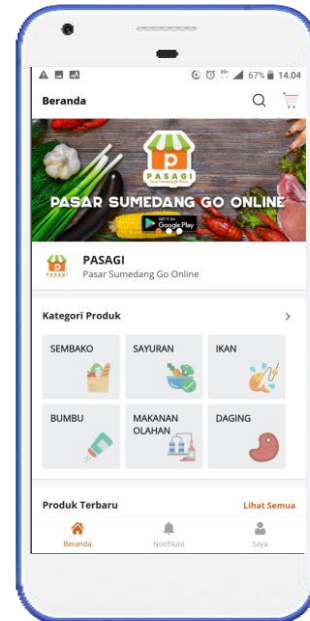 67% 14.04
Beranda
PASAGI
PASAR SUMEDANG GO ONLINE
GET IT ON
Google Play
PASAGI
Pasar Sumedang Go Online
PASAGI
Kategori Produk
SEMBAKO SAYURAN IKAN
BUMBU MAKANAN OLAHAN DAGING
Produk Terbaru Lihat Semua
Beranda Notifikasi Saya